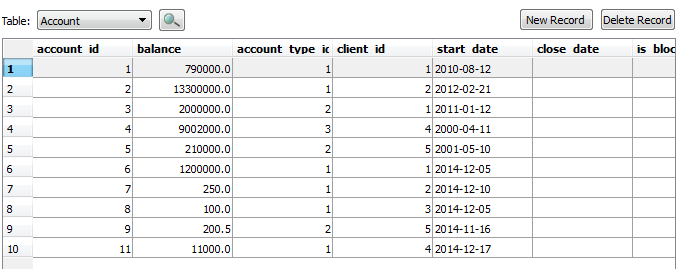 Table: Account New Record Delete Record
account_id balance account_type_id client_id start_date close_date is_bloc
1 1 790000.0 1 1 2010-08-12
2 2 13300000.0 1 2 2012-02-21
3 3 2000000.0 2 1 2011-01-12
4 4 9002000.0 3 4 2000-04-11
5 5 210000.0 2 5 2001-05-10
6 6 1200000.0 1 1 2014-12-05
7 7 250.0 1 2 2014-12-10
8 8 100.0 1 3 2014-12-05
9 9 200.5 2 5 2014-11-16
10 11 11000.0 1 4 2014-12-17